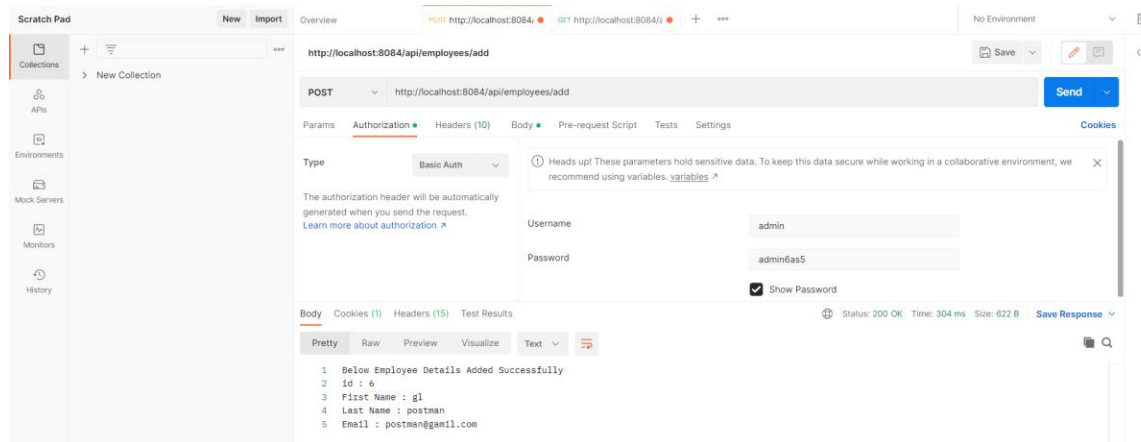 Scratch Pad New Import
Overview POST http://localhost:8084/ GET http://localhost:8084/a + ooo No Environment
Collections
APIs
Environments
Mock Servers
Monitors
History
+ ooo
> New Collection
http://localhost:8084/api/employees/add Save
POST http://localhost:8084/api/employees/add Send
Params Authorization Headers (10) Body Pre-request Script Tests Settings Cookies
Type Basic Auth
The authorization header will be automatically
generated when you send the request.
Learn more about authorization ↗
Heads up! These parameters hold sensitive data. To keep this data secure while working in a collaborative environment, we
recommend using variables. variables ↗
Username admin
Password admin6as5
Show Password
Body Cookies (1) Headers (15) Test Results Status: 200 OK Time: 304 ms Size: 622 B Save Response
Pretty Raw Preview Visualize Text
1 Below Employee Details Added Successfully
2 id : 6
3 First Name : gl
4 Last Name : postman
5 Email : postman@gamil.com